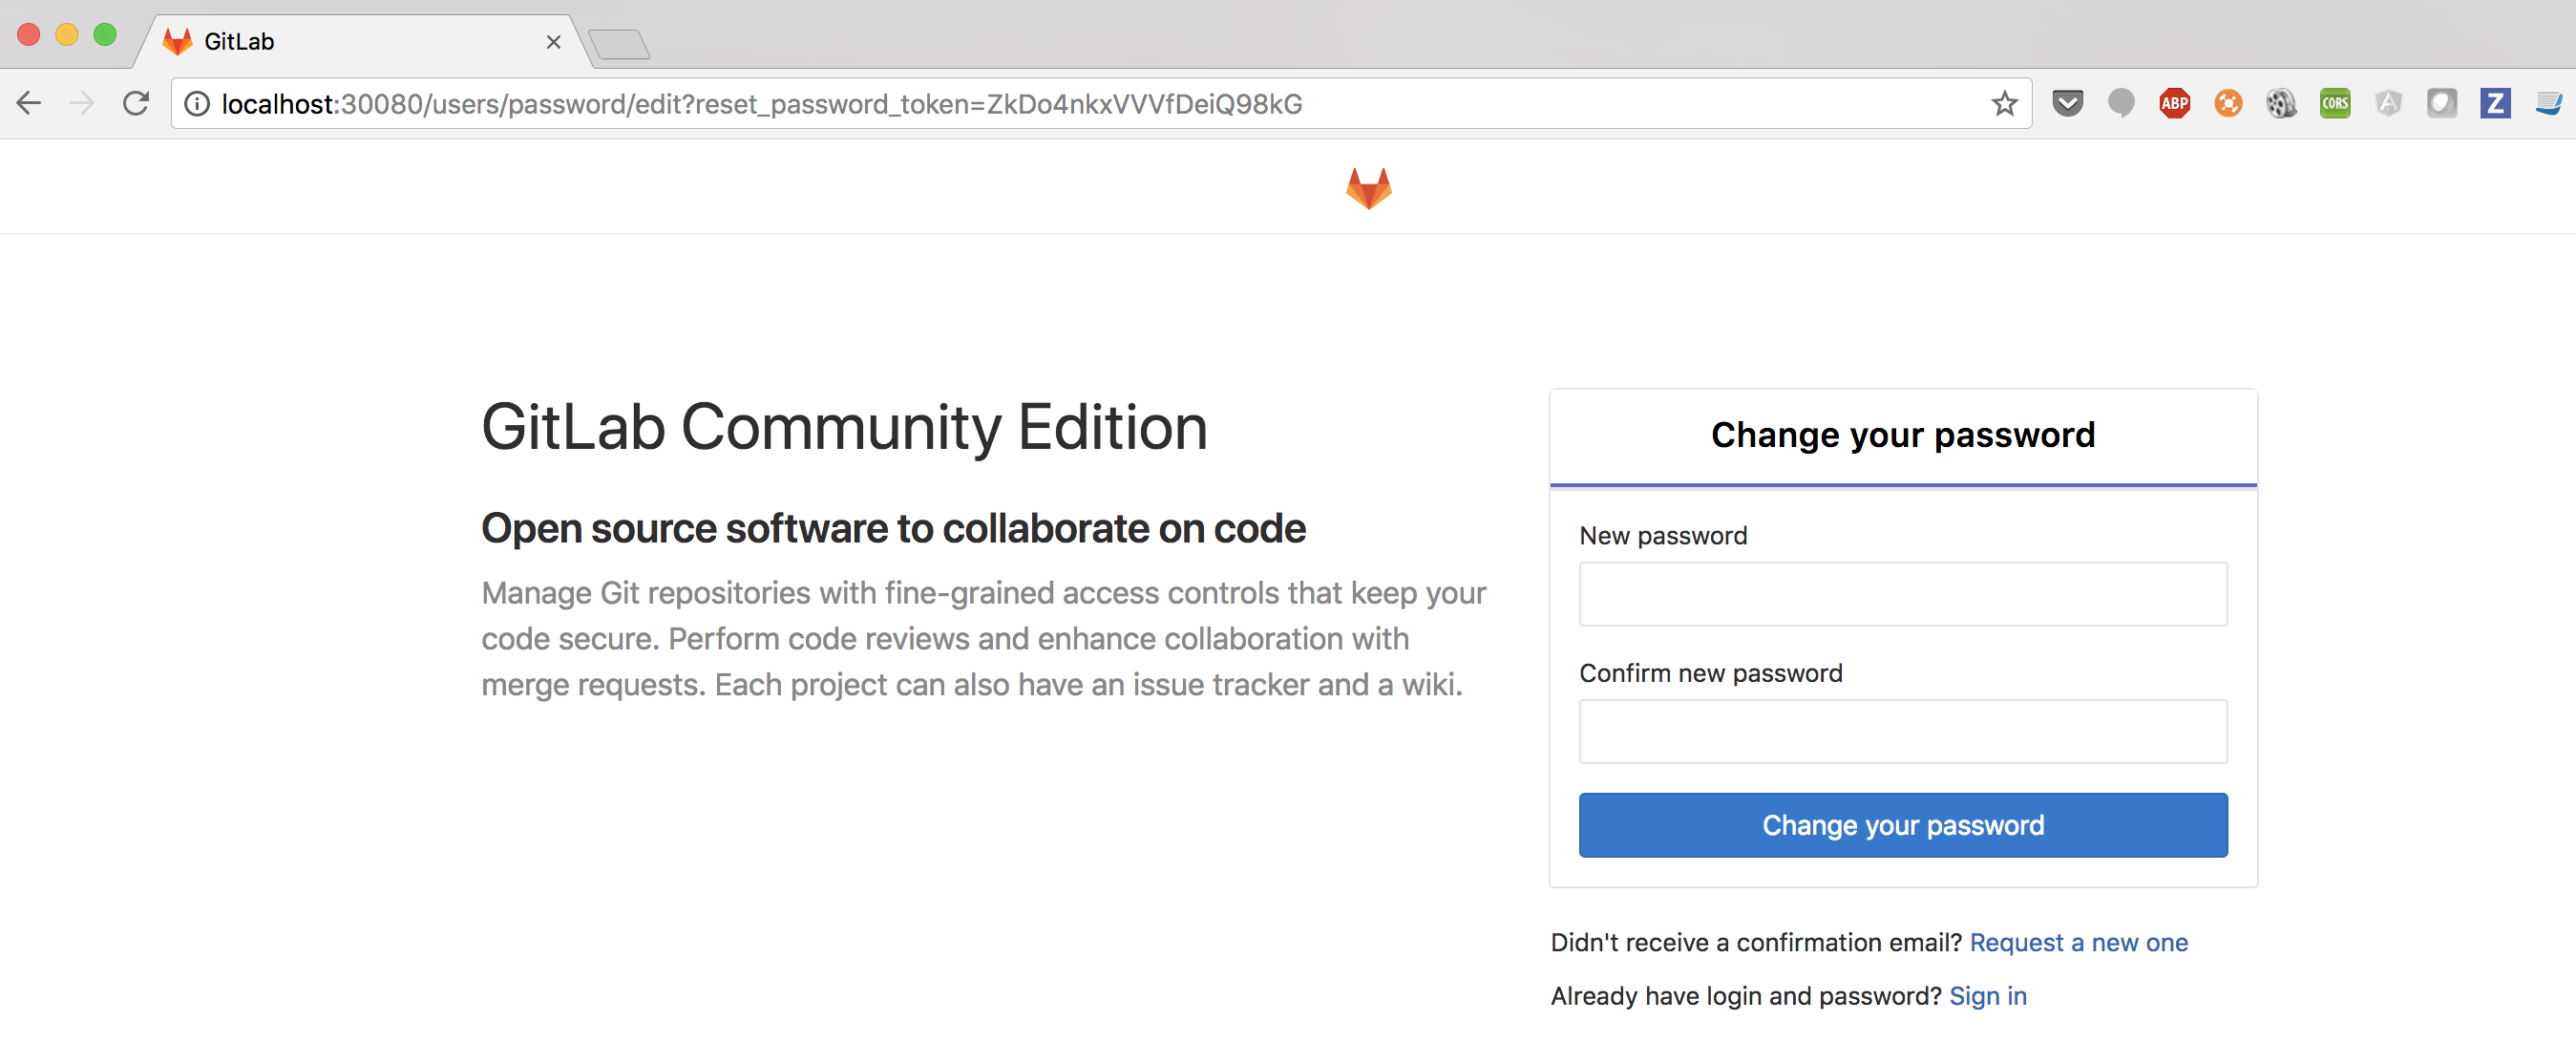 GitLab
localhost:30080/users/password/edit?reset_password_token=ZkDo4nkxVVVfDeiQ98kG
ABP
CORS
A
Z
GitLab Community Edition
Open source software to collaborate on code
Manage Git repositories with fine-grained access controls that keep your
code secure. Perform code reviews and enhance collaboration with
merge requests. Each project can also have an issue tracker and a wiki.
Change your password
New password
Confirm new password
Change your password
Didn't receive a confirmation email? Request a new one
Already have login and password? Sign in